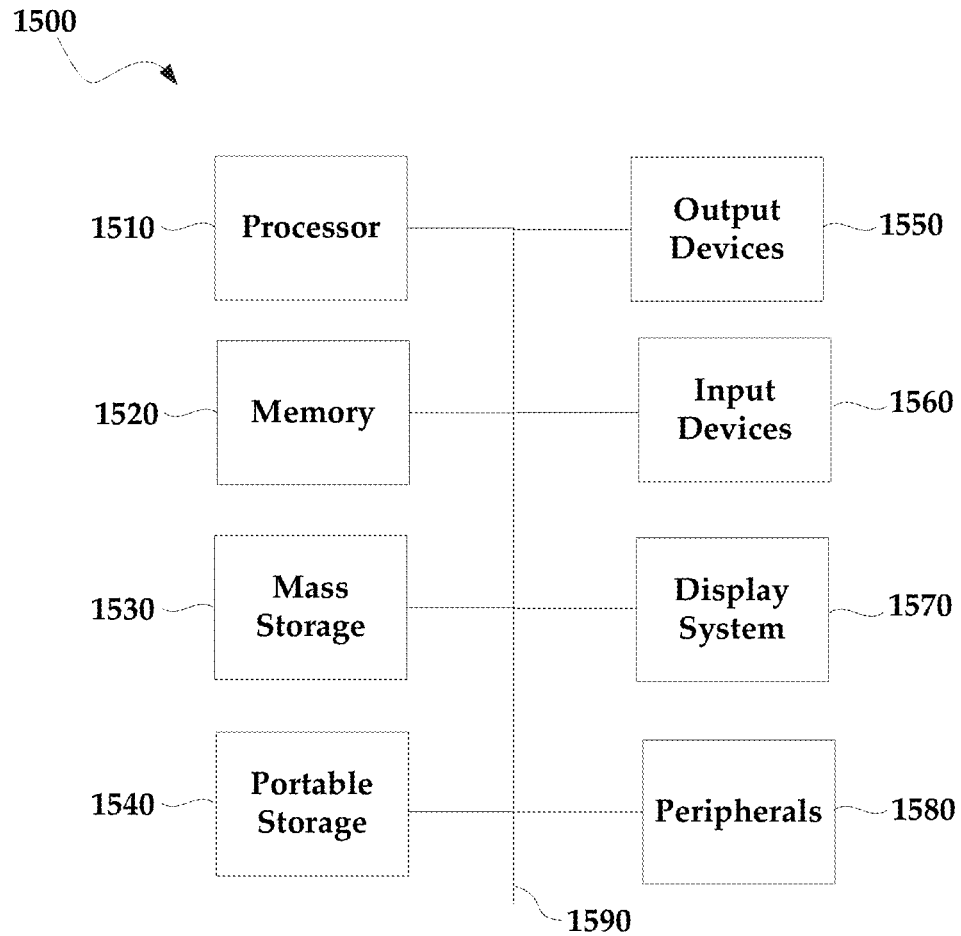 1500
1510
Processor
Output
Devices
1550
1520
Memory
Input
Devices
1560
1530
Mass
Storage
Display
System
1570
1540
Portable
Storage
Peripherals
1580
1590